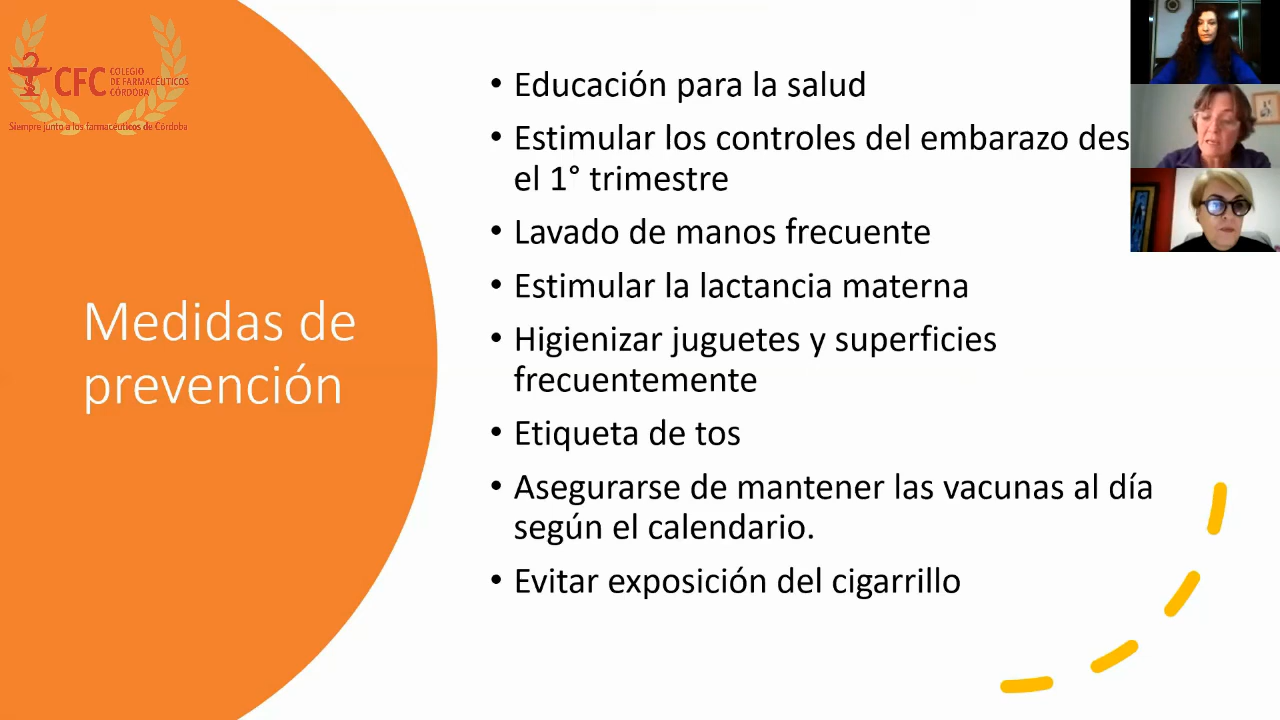 CFC
COLEGIO
DE FARMACÉUTICOS
CÓRDOBA
Siempre junto a los farmacéuticos de Córdoba
Medidas de
prevención
• Educación para la salud
• Estimular los controles del embarazo des
el 1° trimestre
• Lavado de manos frecuente
• Estimular la lactancia materna
• Higienizar juguetes y superficies
frecuentemente
• Etiqueta de tos
• Asegurarse de mantener las vacunas al día
según el calendario.
• Evitar exposición del cigarrillo